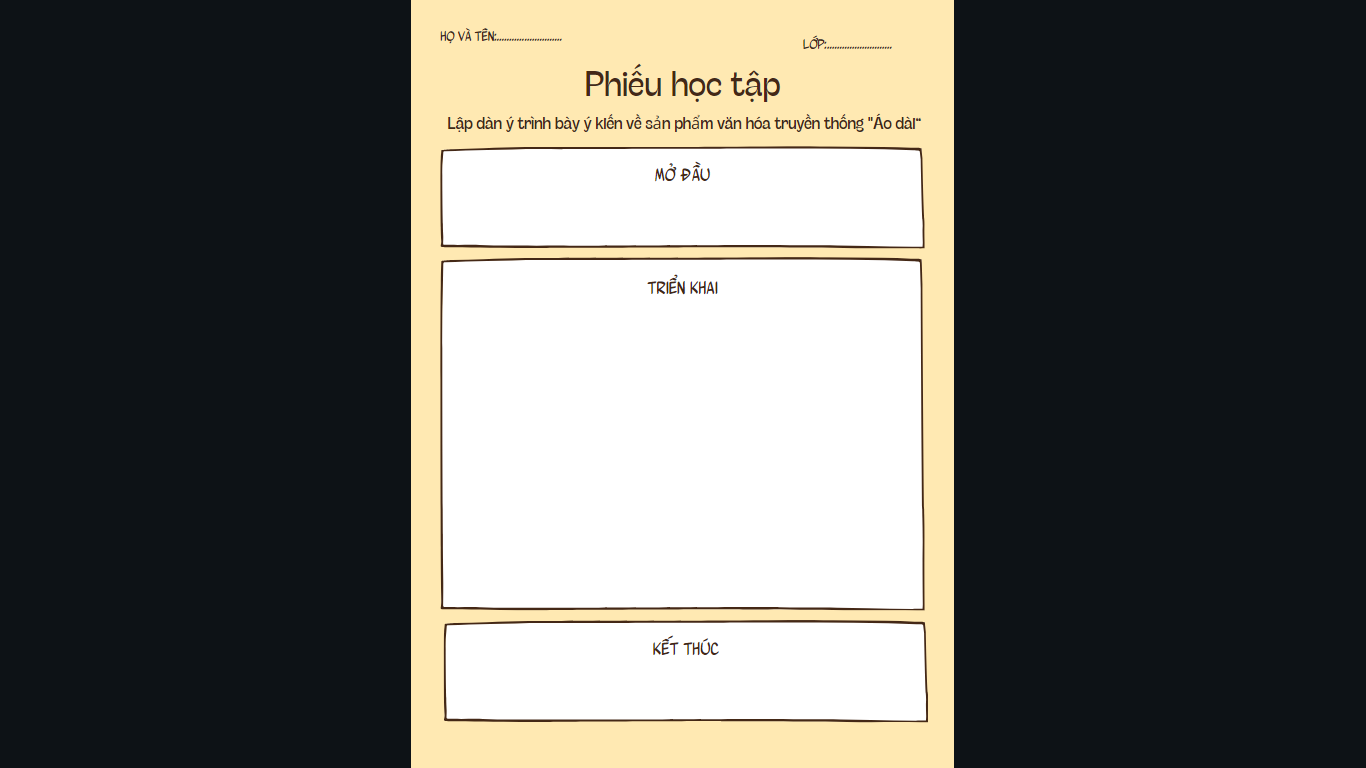 HỌ VÀ TÊN:..........................
LỚP:..........................
Phiếu học tập
Lập dàn ý trình bày ý kiến về sản phẩm văn hóa truyền thống "Áo dài"
MỞ ĐẦU
TRIỂN KHAI
KẾT THÚC